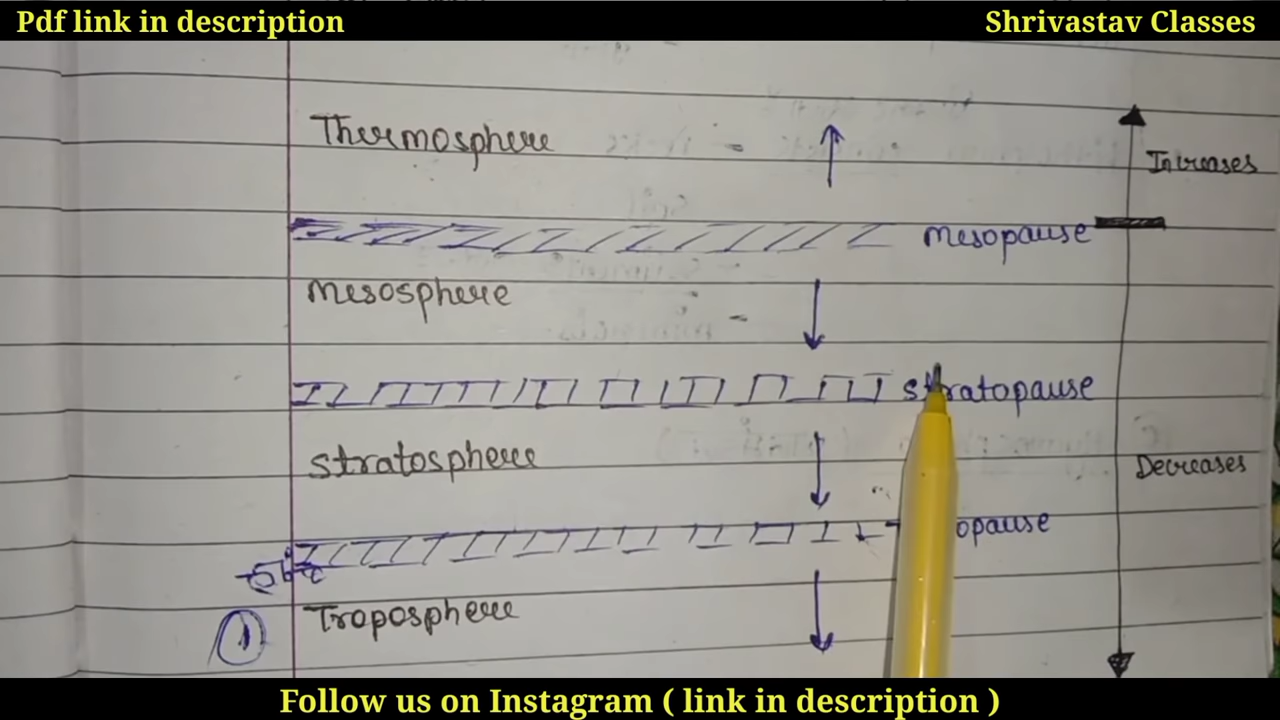 Pdf link in description
Shrivastav Classes
Thermosphere
Increases
Mesopause
Mesosphere
stratopause
stratosphere
Decreases
opause
Troposphere
1
Follow us on Instagram ( link in description )